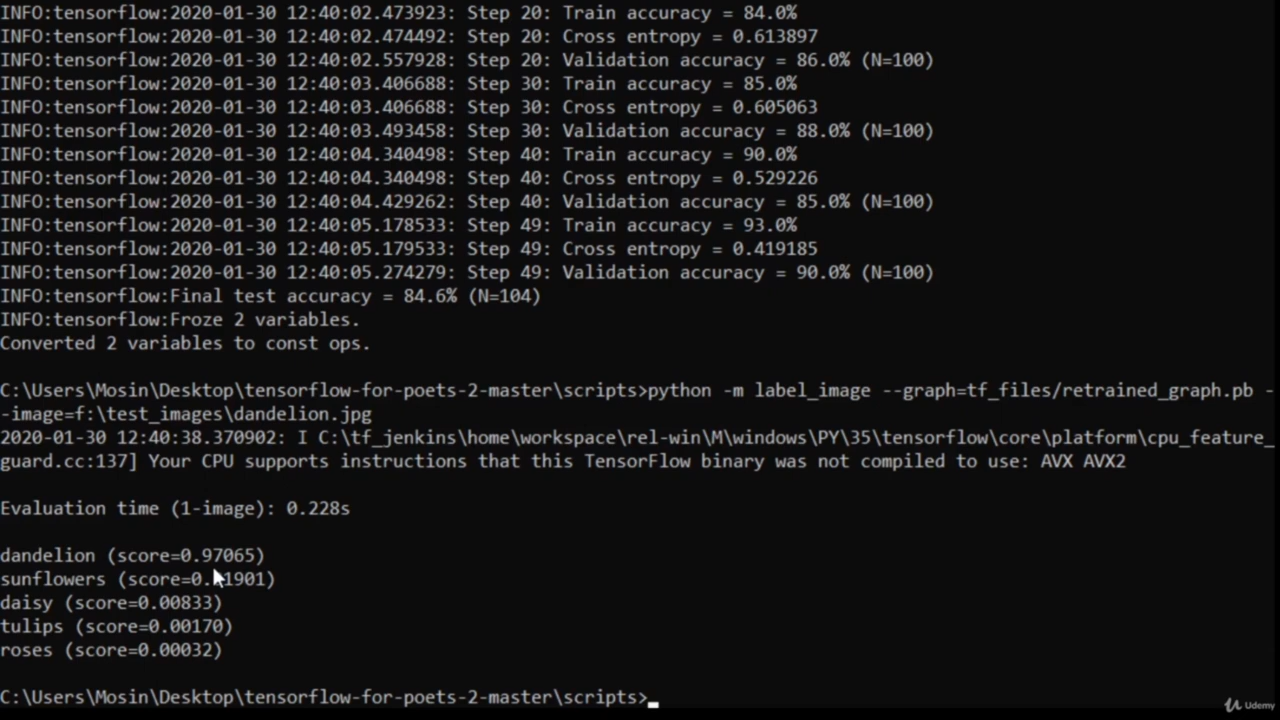 INFO:tensorflow:2020-01-30 12:40:02.473923: Step 20: Train accuracy = 84.0%
INFO:tensorflow:2020-01-30 12:40:02.474492: Step 20: Cross entropy = 0.613897
INFO:tensorflow:2020-01-30 12:40:02.557928: Step 20: Validation accuracy = 86.0% (N=100)
INFO:tensorflow:2020-01-30 12:40:03.406688: Step 30: Train accuracy = 85.0%
INFO:tensorflow:2020-01-30 12:40:03.406688: Step 30: Cross entropy = 0.605063
INFO:tensorflow:2020-01-30 12:40:03.493458: Step 30: Validation accuracy = 88.0% (N=100)
INFO:tensorflow:2020-01-30 12:40:04.340498: Step 40: Train accuracy = 90.0%
INFO:tensorflow:2020-01-30 12:40:04.340498: Step 40: Cross entropy = 0.529226
INFO:tensorflow:2020-01-30 12:40:04.429262: Step 40: Validation accuracy = 85.0% (N=100)
INFO:tensorflow:2020-01-30 12:40:05.178533: Step 49: Train accuracy = 93.0%
INFO:tensorflow:2020-01-30 12:40:05.179533: Step 49: Cross entropy = 0.419185
INFO:tensorflow:2020-01-30 12:40:05.274279: Step 49: Validation accuracy = 90.0% (N=100)
INFO:tensorflow:Final test accuracy = 84.6% (N=104)
INFO:tensorflow:Froze 2 variables.
Converted 2 variables to const ops.
C:\Users\Mosin\Desktop\tensorflow-for-poets-2-master\scripts>python -m label_image --graph=tf_files/retrained_graph.pb -
-image=f:\test_images\dandelion.jpg
2020-01-30 12:40:38.370902: I C:\tf_jenkins\home\workspace\rel-win\M\windows\PY\35\tensorflow\core\platform\cpu_feature_
guard.cc:137] Your CPU supports instructions that this TensorFlow binary was not compiled to use: AVX AVX2
Evaluation time (1-image): 0.228s
dandelion (score=0.97065)
sunflowers
daisy (score=0.00833)
tulips (score=0.00170)
roses (score=0.00032)
C:\Users\Mosin\Desktop\tensorflow-for-poets-2-master\scripts>
Udemy